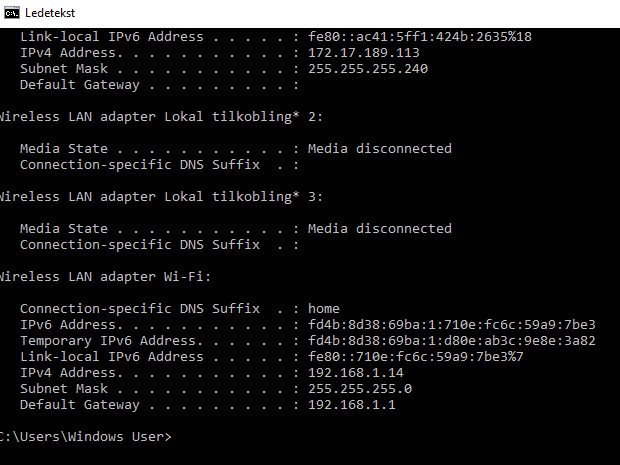 Ledetekst
Link-local IPv6 Address . . . . . : fe80::ac41:5ff1:424b:2635%18
IPv4 Address. . . . . . . . . . . : 172.17.189.113
Subnet Mask . . . . . . . . . . . : 255.255.255.240
Default Gateway . . . . . . . . . :
Wireless LAN adapter Lokal tilkobling* 2:
Media State . . . . . . . . . . . : Media disconnected
Connection-specific DNS Suffix  . :
Wireless LAN adapter Lokal tilkobling* 3:
Media State . . . . . . . . . . . : Media disconnected
Connection-specific DNS Suffix  . :
Wireless LAN adapter Wi-Fi:
Connection-specific DNS Suffix  . : home
IPv6 Address. . . . . . . . . . . : fd4b:8d38:69ba:1:710e:fc6c:59a9:7be3
Temporary IPv6 Address. . . . . . : fd4b:8d38:69ba:1:d80e:ab3c:9e8e:3a82
Link-local IPv6 Address . . . . . : fe80::710e:fc6c:59a9:7be3%7
IPv4 Address. . . . . . . . . . . : 192.168.1.14
Subnet Mask . . . . . . . . . . . : 255.255.255.0
Default Gateway . . . . . . . . . : 192.168.1.1
C:\Users\Windows User>